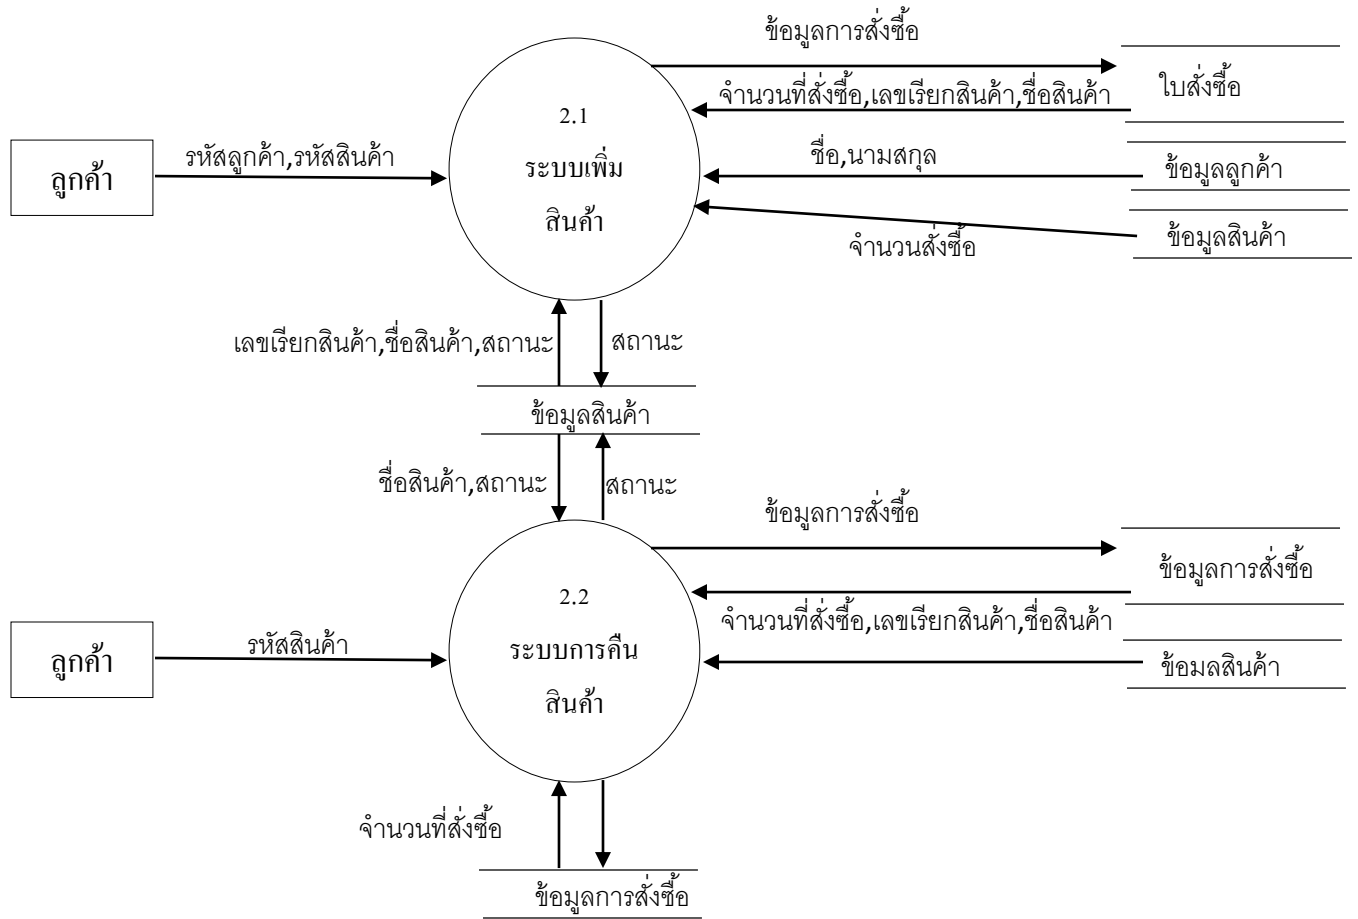 ข้อมูลการสั่งซื้อ
ใบสั่งซื้อ
จำนวนที่สั่งซื้อ,เลขเรียกสินค้า,ชื่อสินค้า
2.1
ระบบเพิ่ม
สินค้า
ลูกค้า
รหัสลูกค้า,รหัสสินค้า
ชื่อ,นามสกุล
ข้อมูลลูกค้า
ข้อมูลสินค้า
จำนวนสั่งซื้อ
เลขเรียกสินค้า,ชื่อสินค้า,สถานะ
สถานะ
ข้อมูลสินค้า
ชื่อสินค้า,สถานะ
สถานะ
ข้อมูลการสั่งซื้อ
ข้อมูลการสั่งซื้อ
จำนวนที่สั่งซื้อ,เลขเรียกสินค้า,ชื่อสินค้า
2.2
ระบบการคืน
สินค้า
ลูกค้า
รหัสสินค้า
ข้อมลสินค้า
จำนวนที่สั่งซื้อ
ข้อมูลการสั่งซื้อ